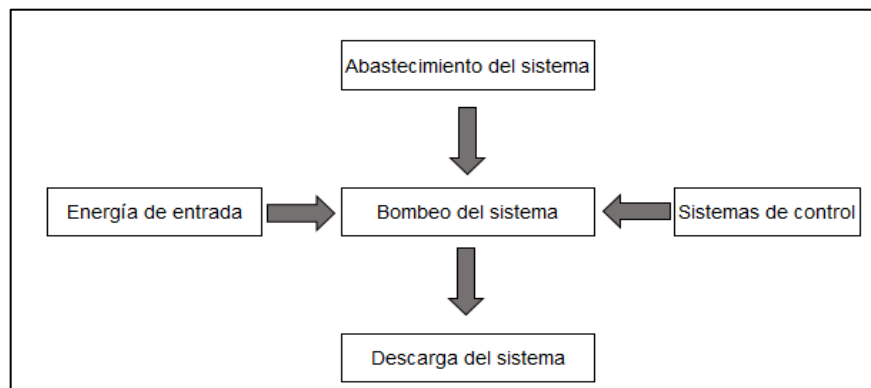 Abastecimiento del sistema
Energía de entrada
Bombeo del sistema
Sistemas de control
Descarga del sistema